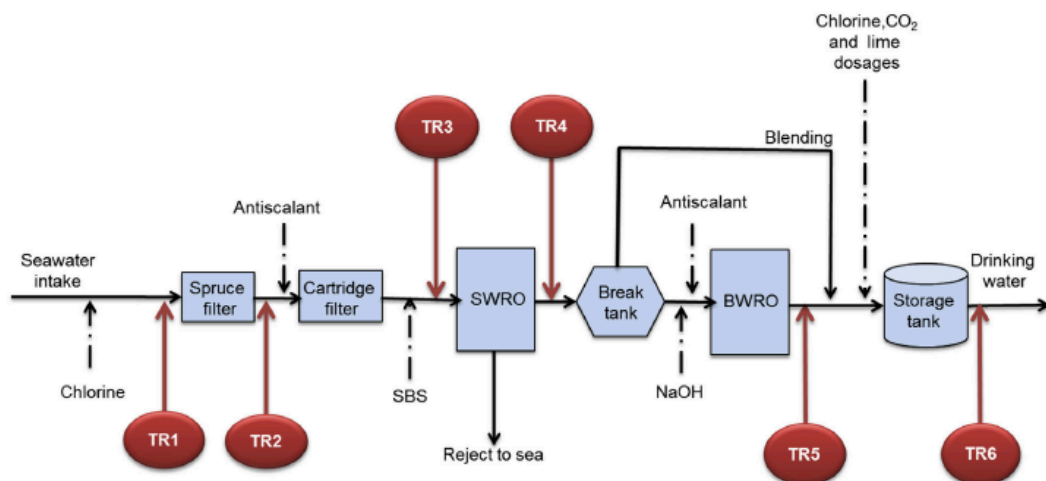 Chlorine,CO₂
and lime
dosages
TR3
TR4
Blending
Antiscalant
Antiscalant
Seawater
intake
Spruce
filter
Cartridge
filter
SWRO
Break
tank
BWRO
Storage
tank
Drinking
water
Chlorine
SBS
NaOH
TR1
TR2
Reject to sea
TR5
TR6